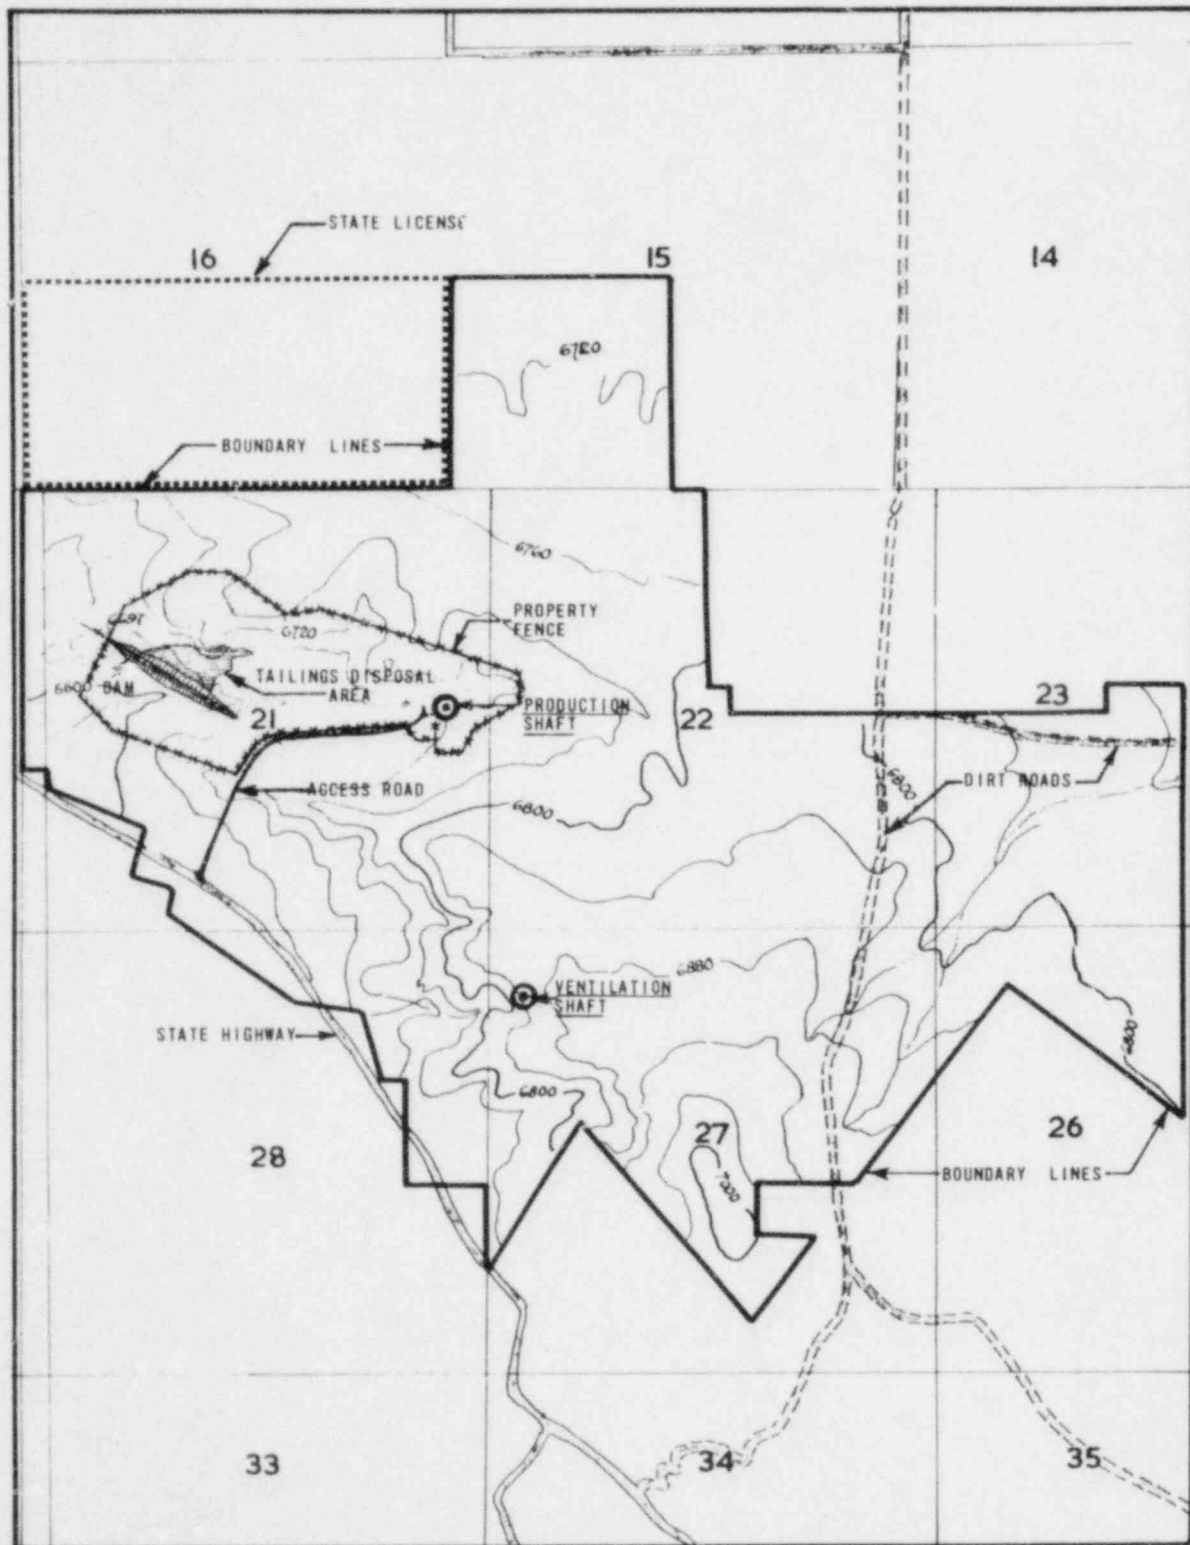 STATE LICENSE
16
15
14
6720
BOUNDARY LINES
6760
PROPERTY
FENCE
6720
TAILINGS DISPOSAL
AREA
6800 DAM
PRODUCTION
SHAFT
21
22
23
ACCESS ROAD
DIRT ROADS
6800
6800
6880
VENTILATION
SHAFT
STATE HIGHWAY
6800
6800
28
27
26
7000
BOUNDARY LINES
33
34
35